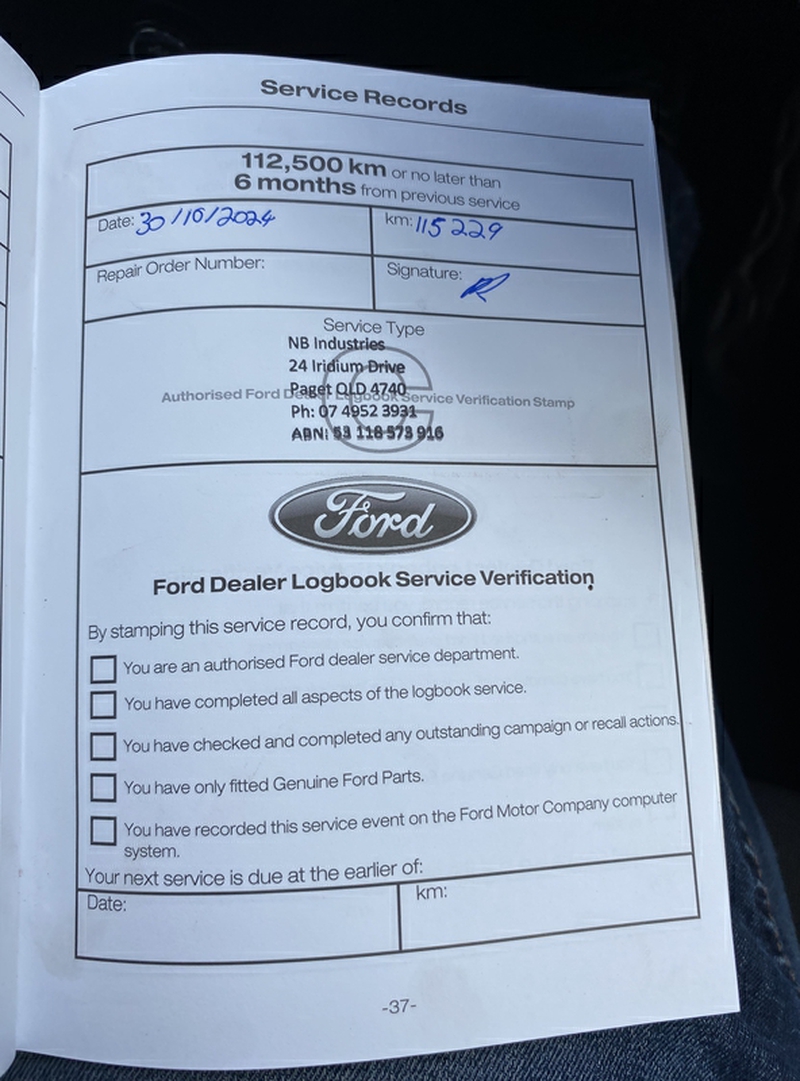 Service Records
112,500 km or no later than
6 months from previous service
Date: 30/10/2024
km: 115229
Repair Order Number:
Signature:
Service Type
NB Industries
24 Iridium Drive
Authorised Ford Dealer Logbook Service Verification Stamp
Paget QLD 4740
Ph: 07 4952 3931
ABN: 53 118 573 916
C
Ford
Ford Dealer Logbook Service Verification
By stamping this service record, you confirm that:
You are an authorised Ford dealer service department.
You have completed all aspects of the logbook service.
You have checked and completed any outstanding campaign or recall actions.
You have only fitted Genuine Ford Parts.
You have recorded this service event on the Ford Motor Company computer
system.
Your next service is due at the earlier of:
Date:
km:
-37-